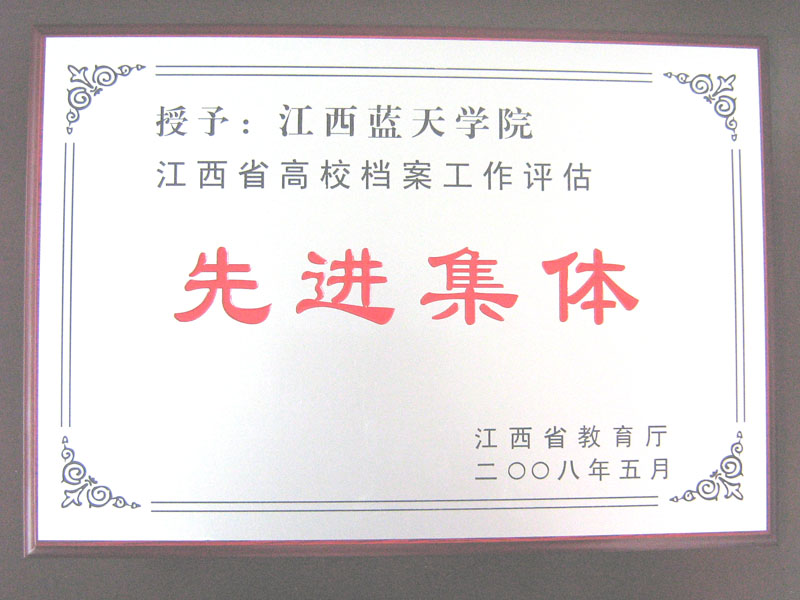 授予：江西蓝天学院
江西省高校档案工作评估
先进集体
江西省教育厅
二〇〇八年五月